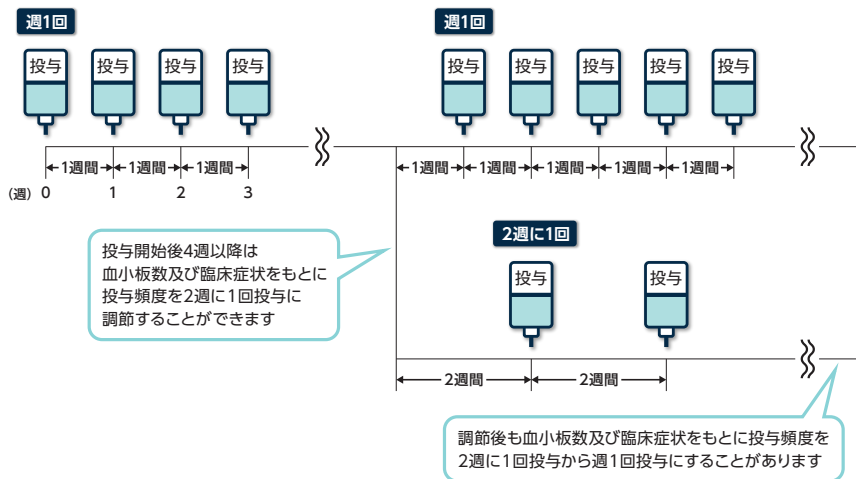 週1回
投与 投与 投与 投与
1週間 1週間 1週間
(週) 0 1 2 3
週1回
投与 投与 投与 投与 投与
1週間 1週間 1週間 1週間 1週間
投与開始後4週以降は
血小板数及び臨床症状をもとに
投与頻度を2週に1回投与に
調節することができます
2週に1回
投与 投与
2週間 2週間
調節後も血小板数及び臨床症状をもとに投与頻度を
2週に1回投与から週1回投与にすることがあります